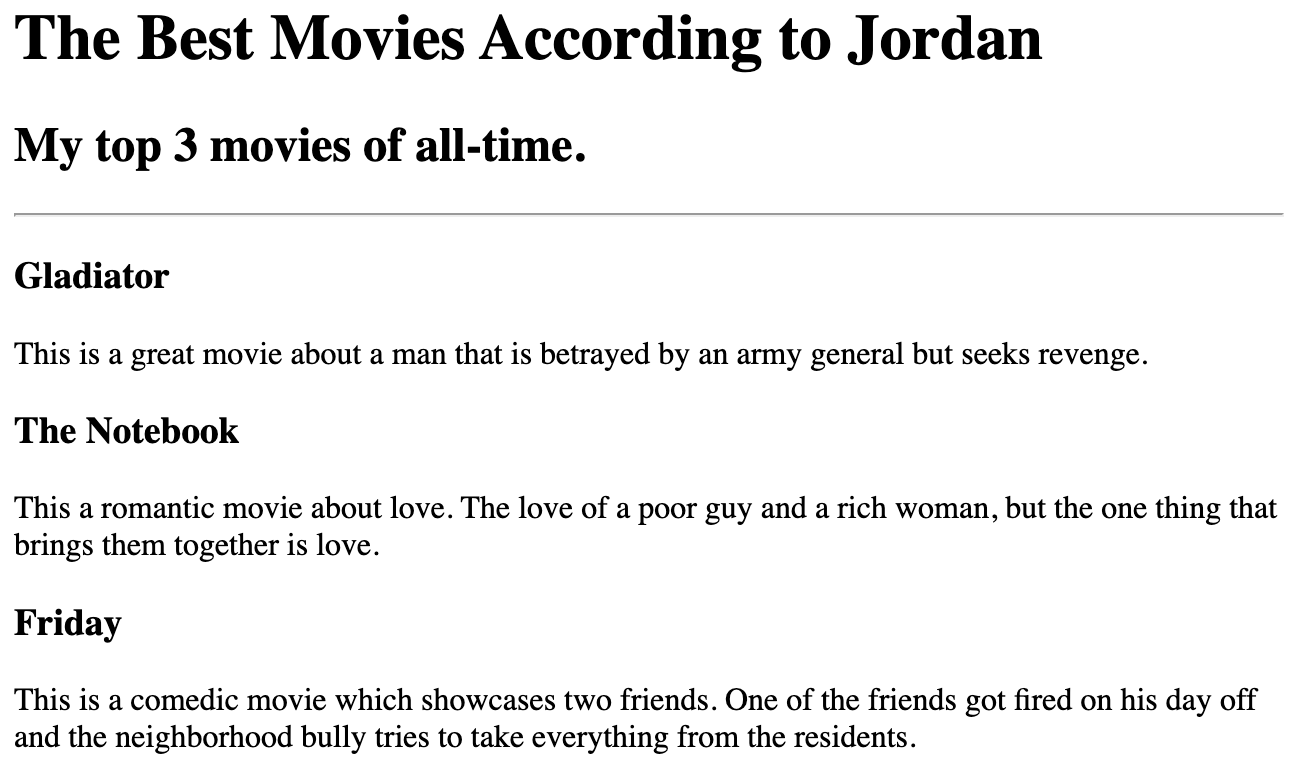 The Best Movies According to Jordan
My top 3 movies of all-time.
Gladiator
This is a great movie about a man that is betrayed by an army general but seeks revenge.
The Notebook
This a romantic movie about love. The love of a poor guy and a rich woman, but the one thing that
brings them together is love.
Friday
This is a comedic movie which showcases two friends. One of the friends got fired on his day off
and the neighborhood bully tries to take everything from the residents.